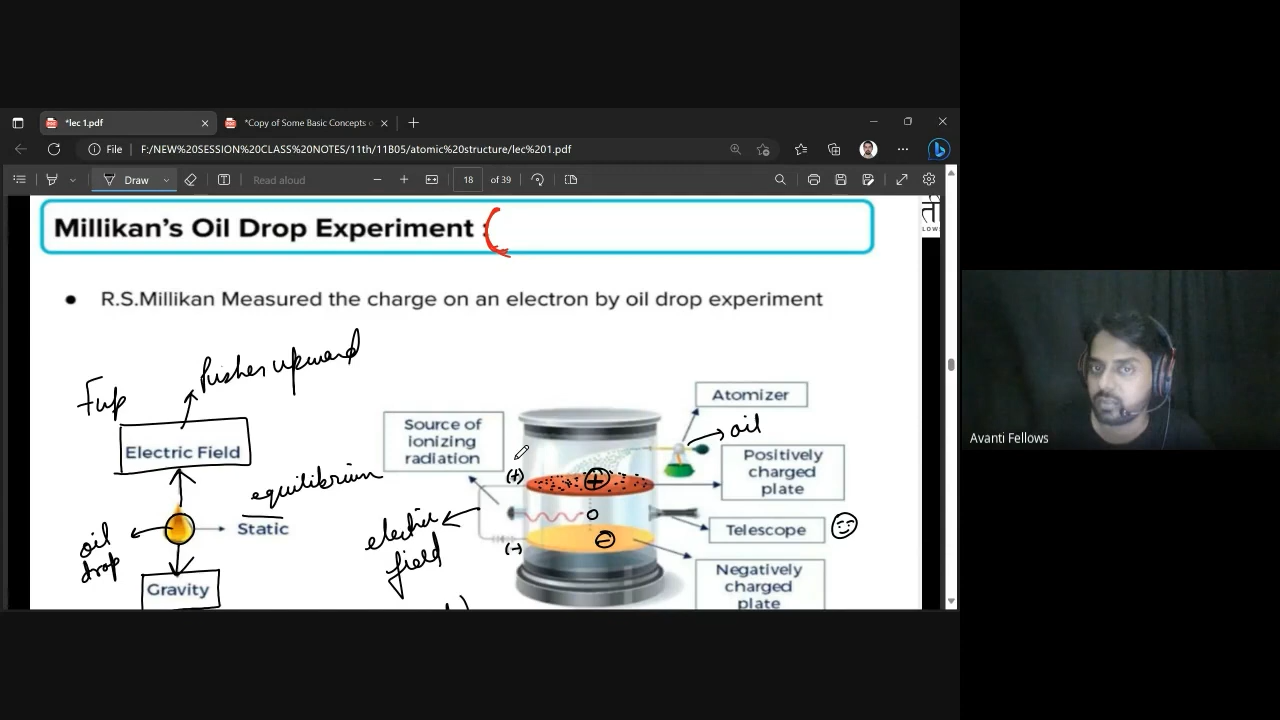 *lec 1.pdf
*Copy of Some Basic Concepts o
File
F:/NEW%20SESSION%20CLASS%20NOTES/11th/11B05/atomic%20structure/lec%201.pdf
Draw
Read aloud
18
of 39
Millikan's Oil Drop Experiment :
ती
LOWS
R.S.Millikan Measured the charge on an electron by oil drop experiment
Pushes upward
Fup
Electric Field
equilibrium
oil drop
Static
Gravity
Source of
ionizing
radiation
Atomizer
oil
(+)
+
Positively
charged
plate
electric
field
Telescope
(-)
-
Negatively
charged
plate
Avanti Fellows